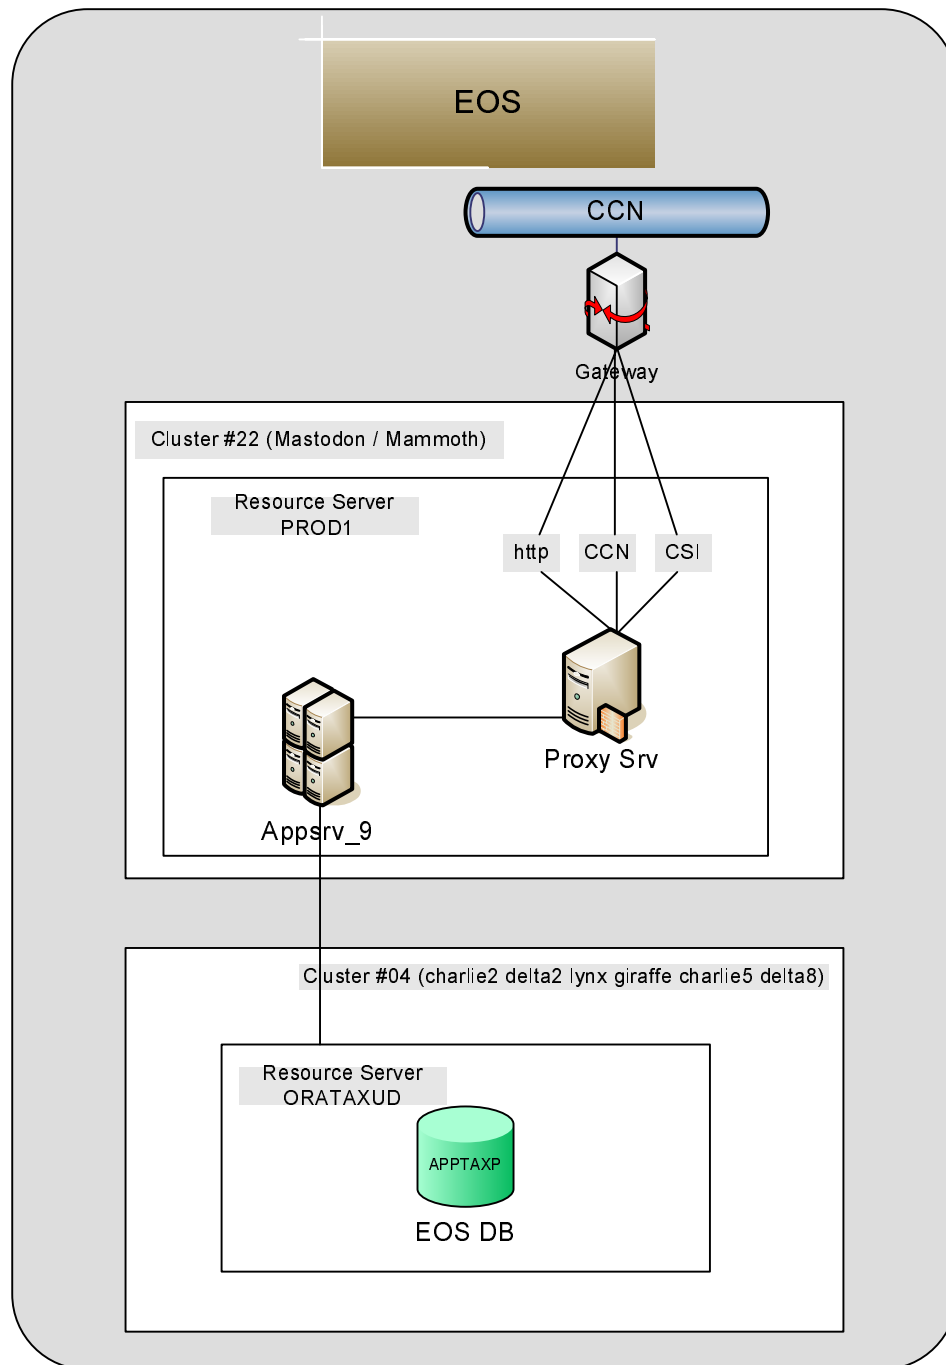 EOS
CCN
Gateway
Cluster #22 (Mastodon / Mammoth)
Resource Server
PROD1
http
CCN
CSI
Proxy Srv
Appsrv_9
Cluster #04 (charlie2 delta2 lynx giraffe charlie5 delta8)
Resource Server
ORATAXUD
APPTAXP
EOS DB